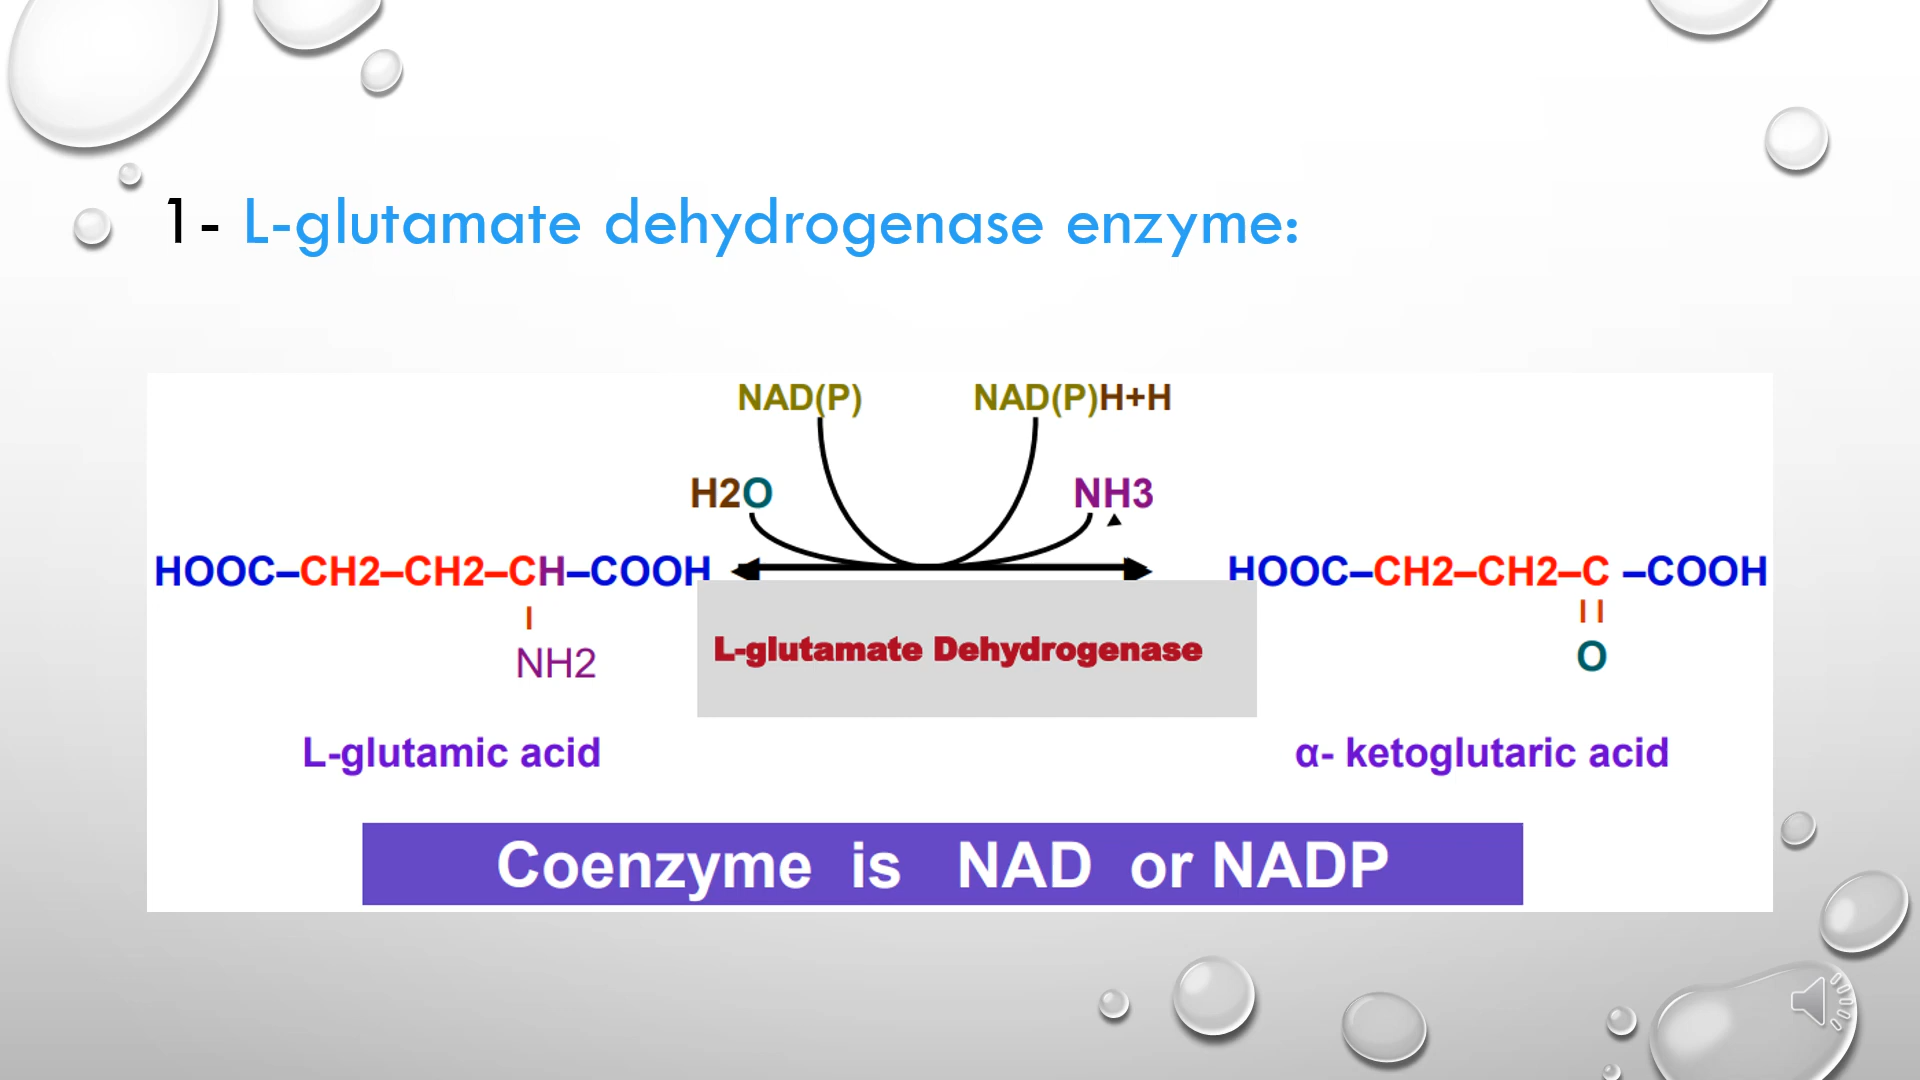 1- L-glutamate dehydrogenase enzyme:
NAD(P) NAD(P)H+H
H2O NH3
HOOC–CH2–CH2–CH–COOH HOOC–CH2–CH2–C –COOH
NH2 O
L-glutamate Dehydrogenase
L-glutamic acid α- ketoglutaric acid
Coenzyme is NAD or NADP